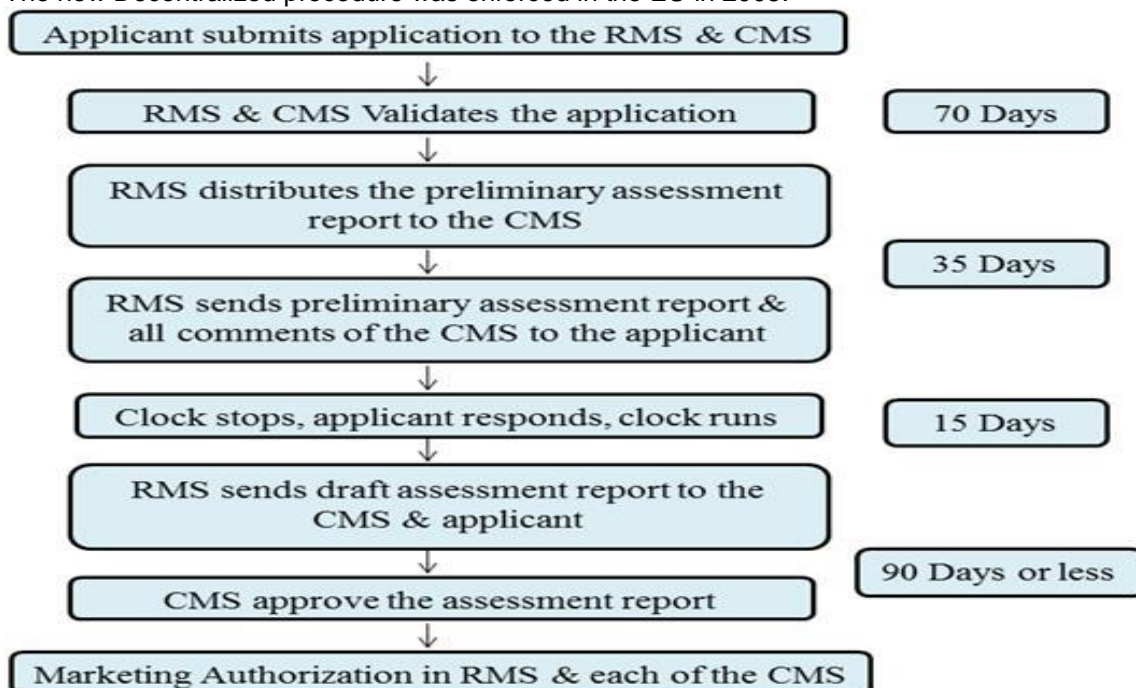 The new Decentralized procedure was enforced in the EU in
Applicant submits application to the RMS & CMS
↓
RMS & CMS Validates the application
70 Days
↓
RMS distributes the preliminary assessment
report to the CMS
↓
35 Days
RMS sends preliminary assessment report &
all comments of the CMS to the applicant
↓
Clock stops, applicant responds, clock runs
15 Days
↓
RMS sends draft assessment report to the
CMS & applicant
↓
90 Days or less
CMS approve the assessment report
↓
Marketing Authorization in RMS & each of the CMS